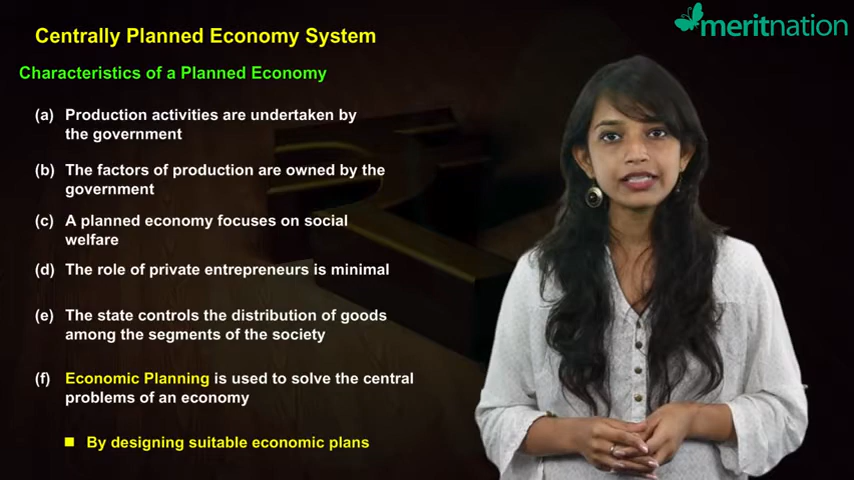 meritnation
Centrally Planned Economy System
Characteristics of a Planned Economy
(a) Production activities are undertaken by
the government
(b) The factors of production are owned by the
government
(c) A planned economy focuses on social
welfare
(d) The role of private entrepreneurs is minimal
(e) The state controls the distribution of goods
among the segments of the society
(f) Economic Planning is used to solve the central
problems of an economy
■ By designing suitable economic plans